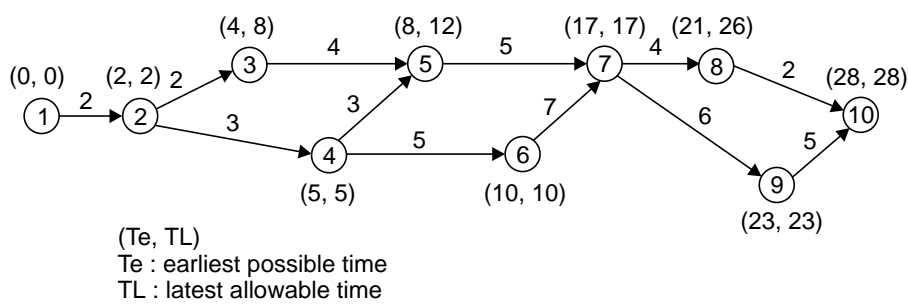 (4, 8) (8, 12) (17, 17) (21, 26)
3 4 5 5 7 4 8
(0, 0) (2, 2) 2 2 (28, 28)
1 2 2 3 3 7 6 10
4 5 6 5
(5, 5) (10, 10) 9
(23, 23)
(Te, TL)
Te : earliest possible time
TL : latest allowable time